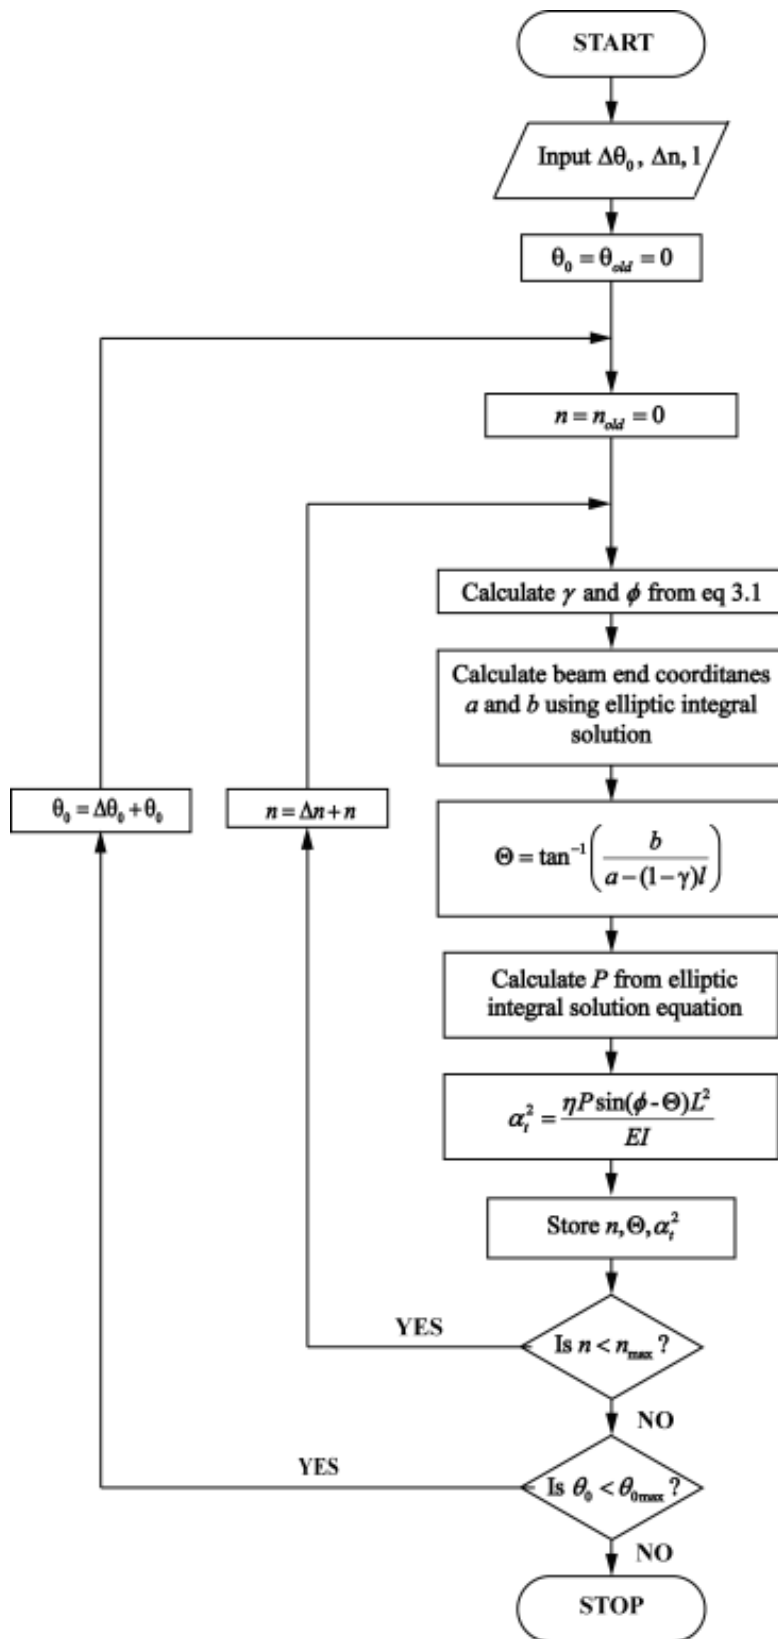 START
Input Δθ₀, Δn, l
θ₀ = θ_old = 0
n = n_old = 0
Calculate γ and ϕ from eq 3.1
Calculate beam end coorditanes
a and b using elliptic integral
solution
θ₀ = Δθ₀ + θ₀
n = Δn + n
Θ = tan⁻¹(b / (a − (1 − γ)l))
Calculate P from elliptic
integral solution equation
α_t² = ηP sin(ϕ - Θ)L² / EI
Store n, Θ, α_t²
YES
Is n < n_max ?
NO
YES
Is θ₀ < θ_0max ?
NO
STOP